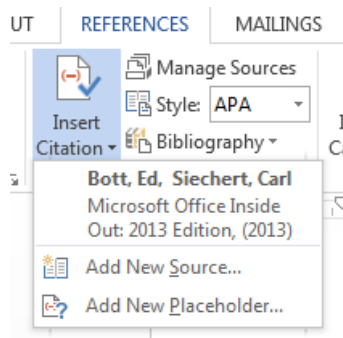 UT REFERENCES MAILINGS
Insert Citation
Manage Sources
Style: APA
Bibliography
Bott, Ed, Siechert, Carl
Microsoft Office Inside
Out: 2013 Edition, (2013)
Add New Source...
Add New Placeholder...